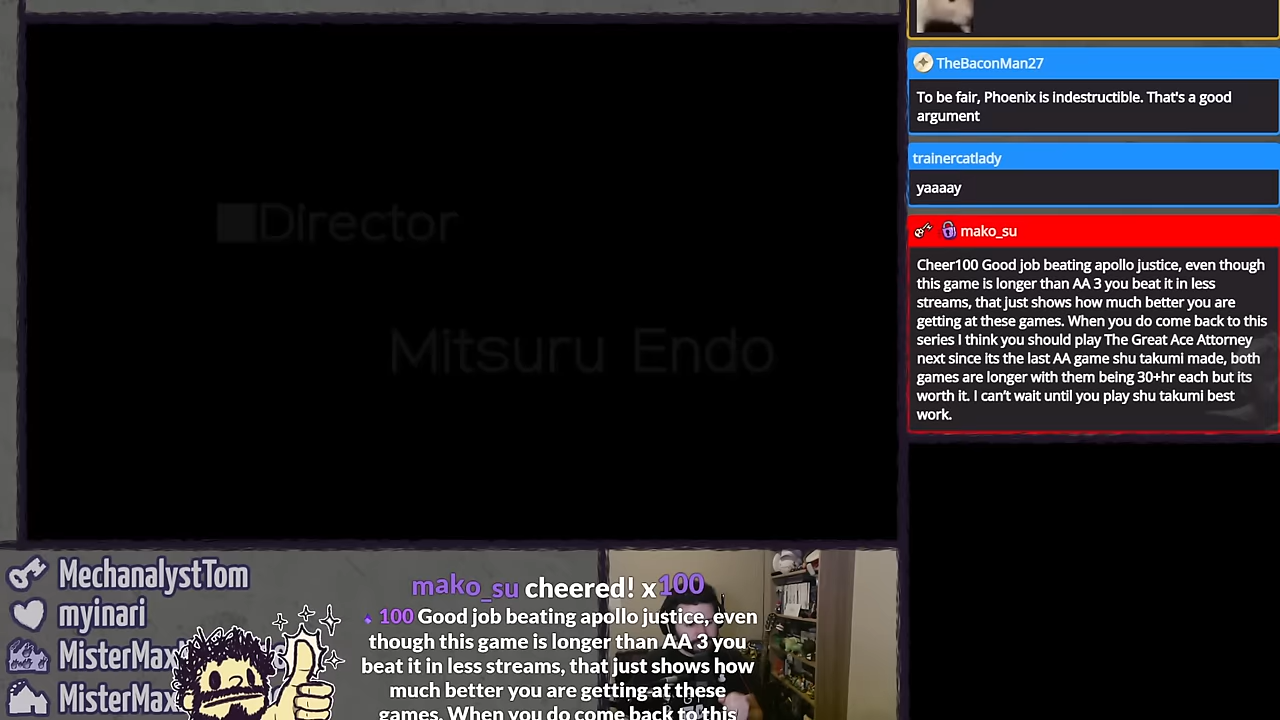 Director
Mitsuru Endo
TheBaconMan27
To be fair, Phoenix is indestructible. That's a good
argument
trainercatlady
yaaaay
mako_su
Cheer100 Good job beating apollo justice, even though
this game is longer than AA 3 you beat it in less
streams, that just shows how much better you are
getting at these games. When you do come back to this
series I think you should play The Great Ace Attorney
next since its the last AA game shu takumi made, both
games are longer with them being 30+hr each but its
worth it. I can't wait until you play shu takumi best
work.
MechanalystTom
myinari
MisterMax
MisterMax
mako_su cheered! x100
100 Good job beating apollo justice, even
though this game is longer than AA 3 you
beat it in less streams, that just shows how
much better you are getting at these
games. When you do come back to this